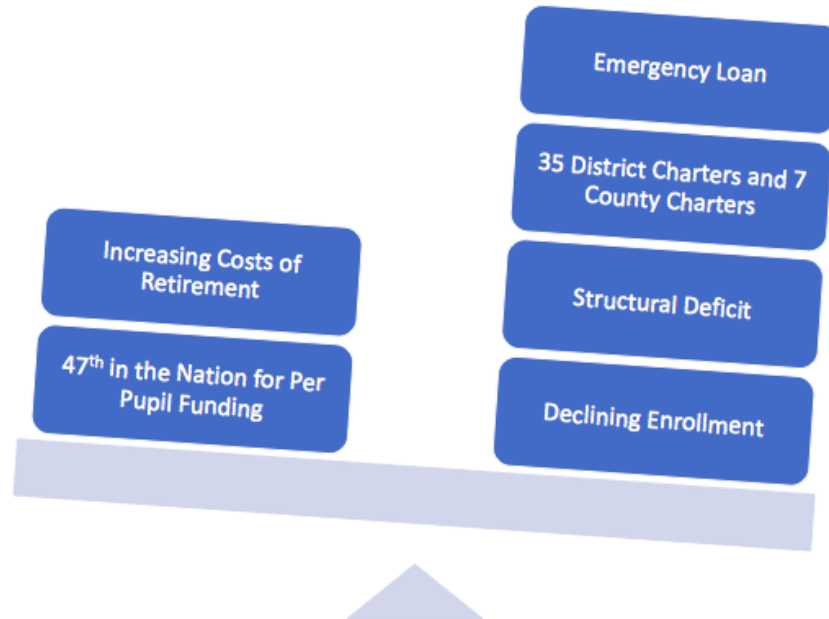 Emergency Loan
35 District Charters and 7
County Charters
Increasing Costs of
Retirement
Structural Deficit
47th in the Nation for Per
Pupil Funding
Declining Enrollment